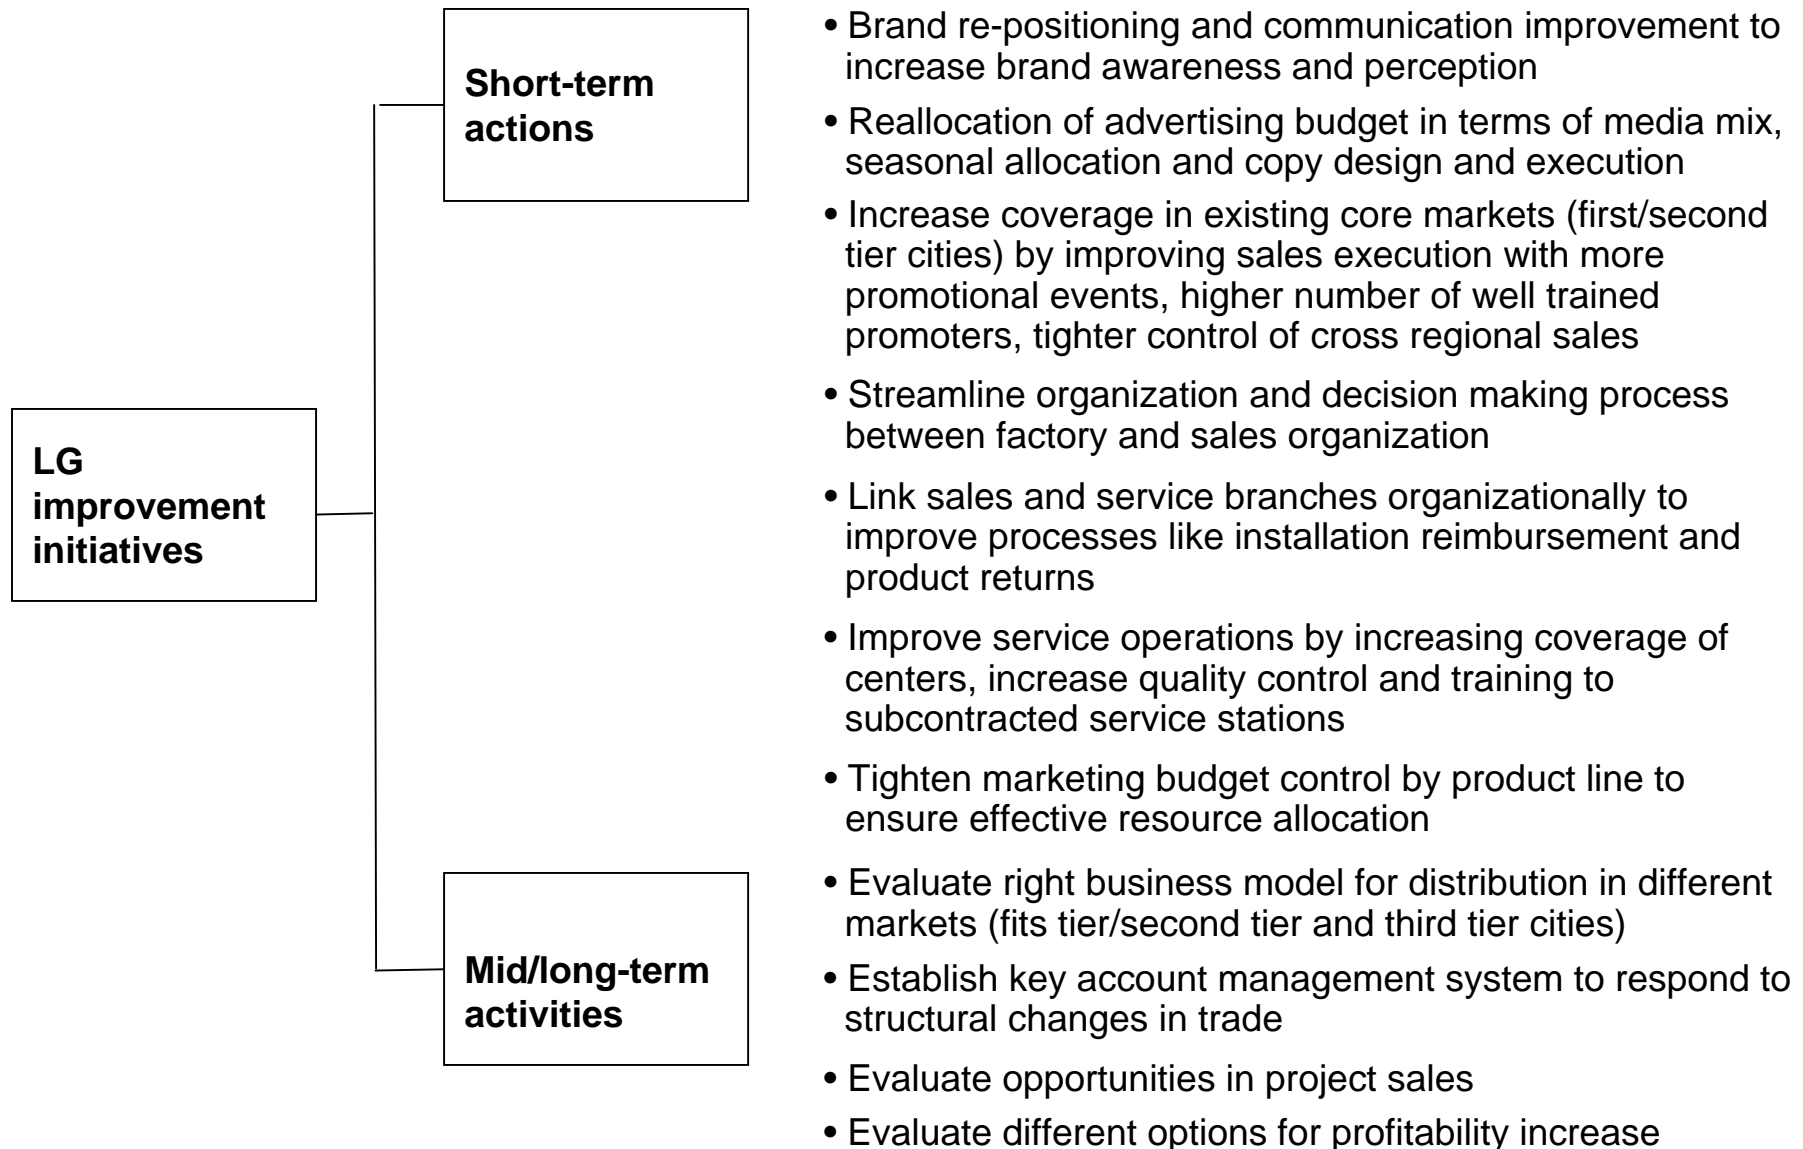 Short-term
actions
• Brand re-positioning and communication improvement to
increase brand awareness and perception
• Reallocation of advertising budget in terms of media mix,
seasonal allocation and copy design and execution
• Increase coverage in existing core markets (first/second
tier cities) by improving sales execution with more
promotional events, higher number of well trained
promoters, tighter control of cross regional sales
• Streamline organization and decision making process
between factory and sales organization
LG
improvement
initiatives
• Link sales and service branches organizationally to
improve processes like installation reimbursement and
product returns
• Improve service operations by increasing coverage of
centers, increase quality control and training to
subcontracted service stations
• Tighten marketing budget control by product line to
ensure effective resource allocation
Mid/long-term
activities
• Evaluate right business model for distribution in different
markets (fits tier/second tier and third tier cities)
• Establish key account management system to respond to
structural changes in trade
• Evaluate opportunities in project sales
• Evaluate different options for profitability increase